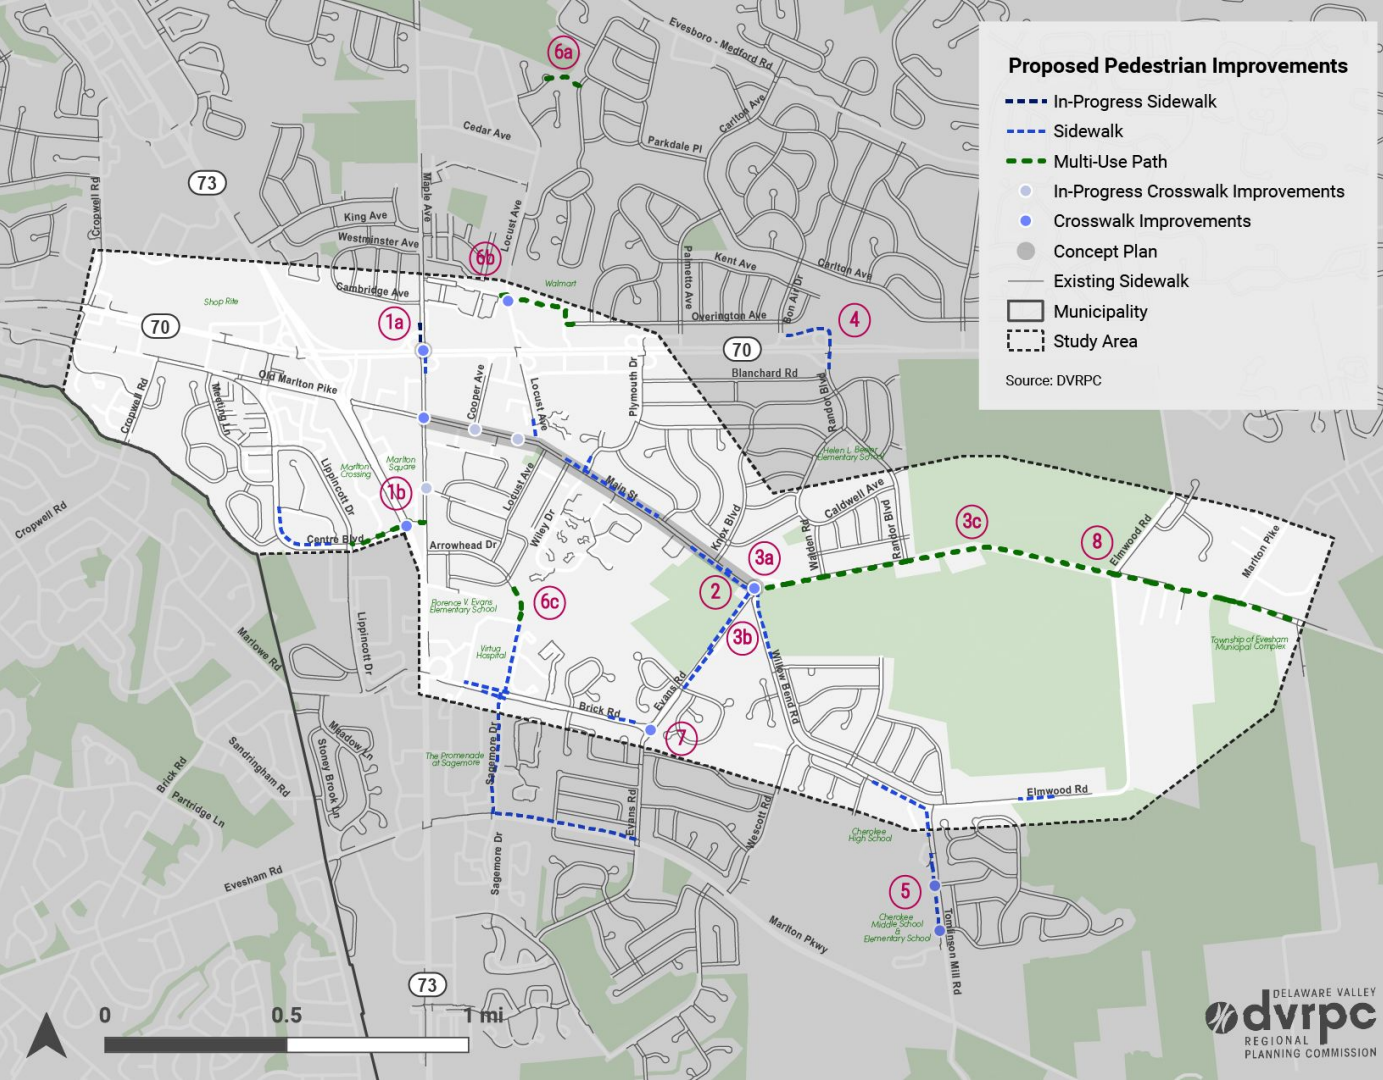 6a
Evesboro - Medford Rd
Proposed Pedestrian Improvements
In-Progress Sidewalk
Sidewalk
Multi-Use Path
In-Progress Crosswalk Improvements
Crosswalk Improvements
Concept Plan
Existing Sidewalk
Municipality
Study Area
Source: DVRPC
Cedar Ave
Carlton Ave
Parkdale Pl
73
Cropwell Rd
Maple Ave
King Ave
Westminster Ave
Locust Ave
6b
Palmetto Ave
Kent Ave
Carlton Ave
Bon Air Dr
Cambridge Ave
Walmart
Shop Rite
70
1a
Overington Ave
4
70
Blanchard Rd
Old Marlton Pike
Cropwell Rd
Meeting Ln
Cooper Ave
Locust Ave
Plymouth Dr
Randor Blvd
Helen L. Beeler
Elementary School
Marlton
Crossing
Marlton
Square
Lippincott Dr
1b
Locust Ave
Main St
Wiley Dr
Knox Blvd
Caldwell Ave
Walden Rd
Randor Blvd
3c
8
Elmwood Rd
Marlton Pike
Cropwell Rd
Centre Blvd
Arrowhead Dr
3a
2
6c
Florence V. Evans
Elementary School
3b
Virtua
Hospital
Lippincott Dr
Marlowe Rd
Willow Bend Rd
Township of Evesham
Municipal Complex
Evans Rd
Brick Rd
7
Sagemore Dr
The Promenade
at Sagemore
Meadow Ln
Stoney Brook Ln
Sandringham Rd
Brick Rd
Partridge Ln
Evans Rd
Wescott Rd
Elmwood Rd
Cherokee
High School
Evesham Rd
Sagemore Dr
5
Cherokee
Middle School
&
Elementary School
Tomlinson Mill Rd
Marlton Pkwy
73
0
0.5
1 mi
DELAWARE VALLEY
dvrpc
REGIONAL
PLANNING COMMISSION